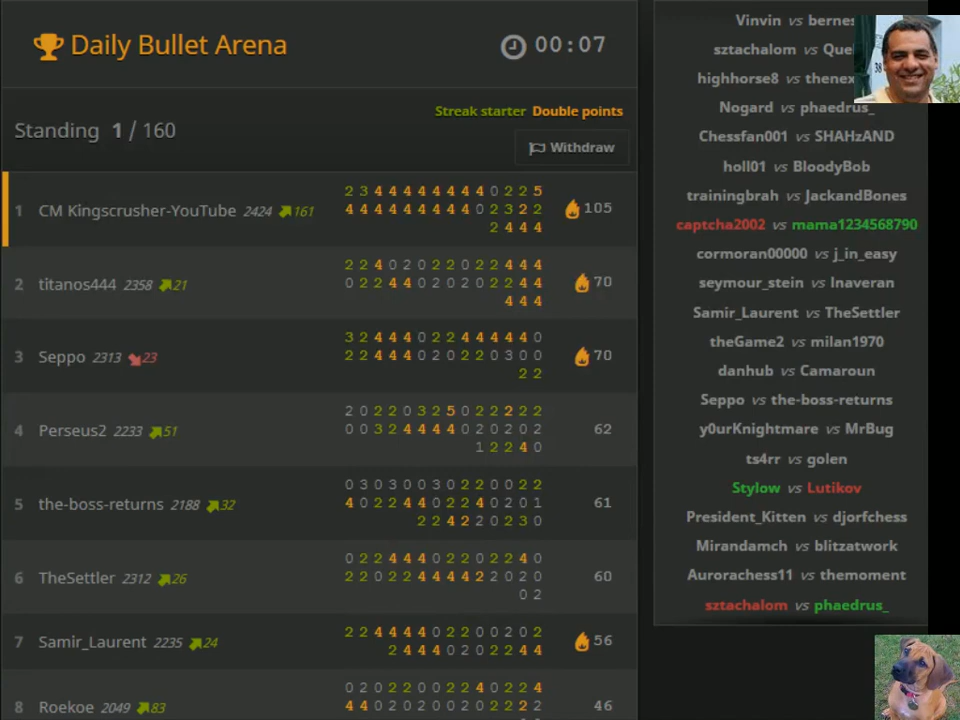 Daily Bullet Arena
00:07
Streak starter Double points
Standing 1 / 160
Withdraw
1 CM Kingscrusher-YouTube 2424 161
2 3 4 4 4 4 4 4 4 4 0 2 2 5
4 4 4 4 4 4 4 4 4 0 2 3 2 2
2 4 4 4
105
2 titanos444 2358 21
2 2 4 0 2 0 2 2 0 2 2 4 4 4
0 2 2 4 4 0 2 0 2 0 2 2 4 4
4 4 4
70
3 Seppo 2313 23
3 2 4 4 4 0 2 2 4 4 4 4 4 0
2 2 4 4 4 0 2 0 2 2 0 3 0 0
2 2
70
4 Perseus2 2233 51
2 0 2 2 0 3 2 5 0 2 2 2 2 2
0 0 3 2 4 4 4 4 0 2 0 2 0 2
1 2 2 4 0
62
5 the-boss-returns 2188 32
0 3 0 3 0 0 3 0 2 2 0 0 2 2
4 0 2 2 4 4 0 2 2 4 0 2 0 1
2 2 4 2 2 0 2 3 0
61
6 TheSettler 2312 26
0 2 2 4 4 4 0 2 2 0 2 2 4 0
2 2 0 2 2 4 4 4 4 2 2 0 2 0
0 2
60
7 Samir_Laurent 2235 24
2 2 4 4 4 4 0 2 2 0 0 2 0 2
2 4 4 4 0 2 0 2 2 4 4
56
8 Roekoe 2049 83
0 2 0 2 2 0 0 2 2 4 0 2 2 4
4 4 0 2 0 2 0 0 2 0 2 2 2 2
46
Vinvin vs bernes
sztachalom vs Que
highhorse8 vs thenex
Nogard vs phaedrus_
Chessfan001 vs SHAHzAND
holl01 vs BloodyBob
trainingbrah vs JackandBones
captcha2002 vs mama1234568790
cormoran00000 vs j_in_easy
seymour_stein vs Inaveran
Samir_Laurent vs TheSettler
theGame2 vs milan1970
danhub vs Camaroun
Seppo vs the-boss-returns
y0urKnightmare vs MrBug
ts4rr vs golen
Stylow vs Lutikov
President_Kitten vs djorfchess
Mirandamch vs blitzatwork
Aurorachess11 vs themoment
sztachalom vs phaedrus_